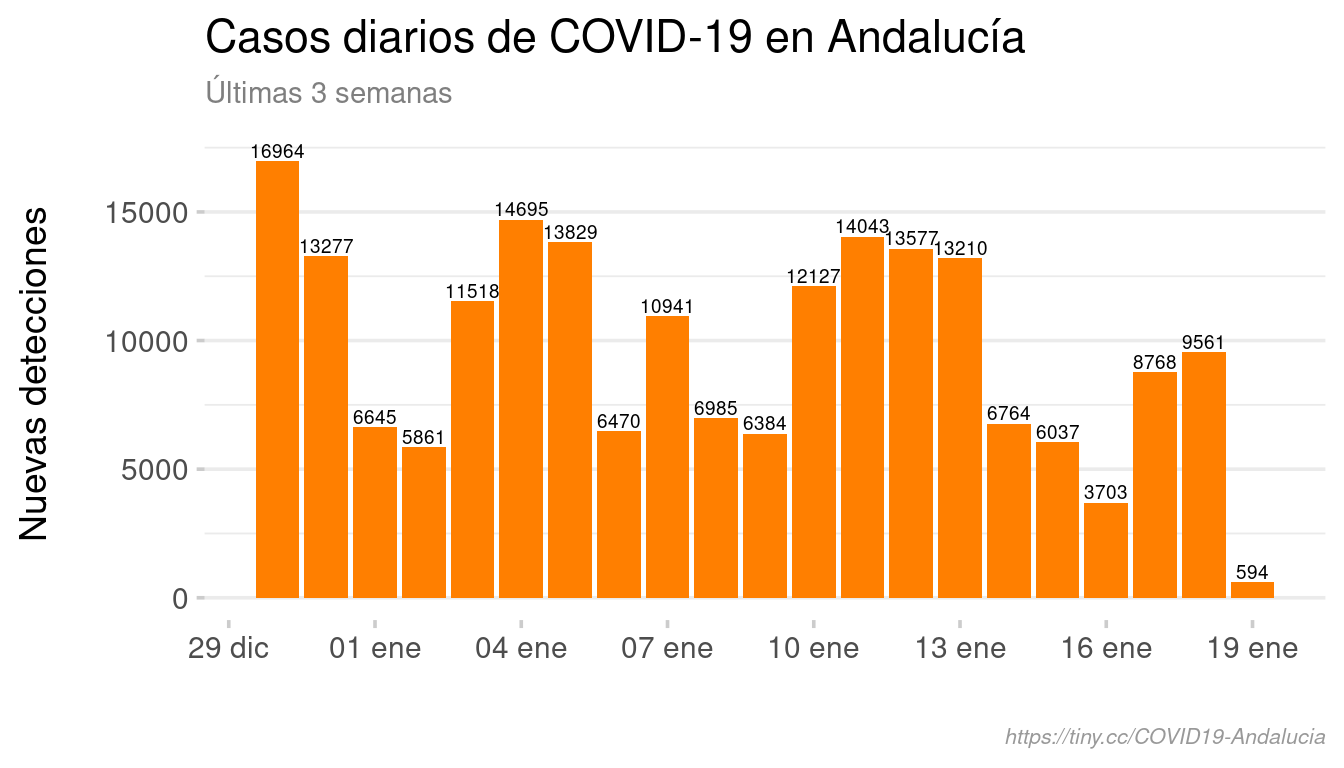 Casos diarios de COVID-19 en Andalucía
Últimas 3 semanas
Nuevas detecciones
15000
10000
5000
0
16964
13277
6645
5861
11518
14695
13829
6470
10941
6985
6384
12127
14043
13577
13210
6764
6037
3703
8768
9561
594
29 dic
01 ene
04 ene
07 ene
10 ene
13 ene
16 ene
19 ene
https://tiny.cc/COVID19-Andalucia